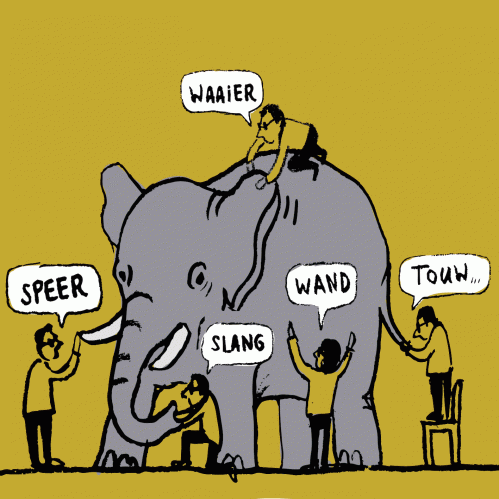 WAAIER
SPEER
SLANG
WAND
TOUW...